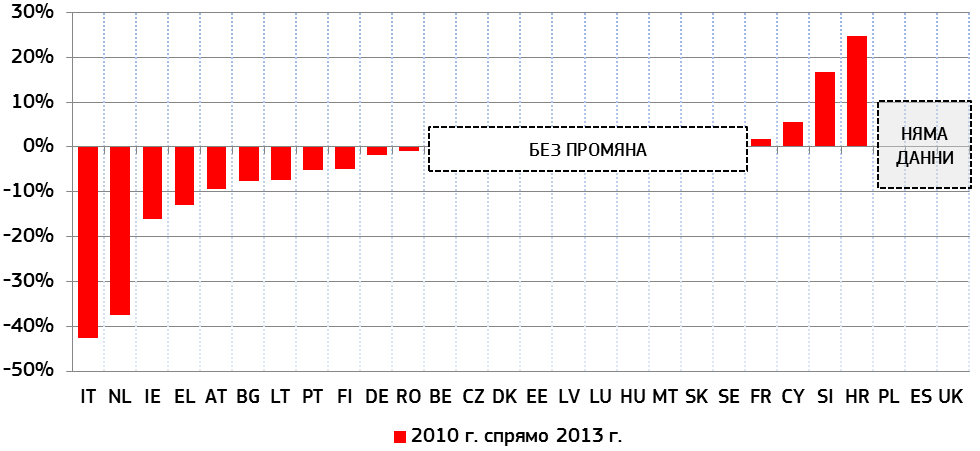 30%
20%
10%
0%
-10%
-20%
-30%
-40%
-50%
БЕЗ ПРОМЯНА
НЯМА
ДАННИ
IT NL IE EL AT BG LT PT FI DE RO BE CZ DK EE LV LU HU MT SK SE FR CY SI HR PL ES UK
2010 г. спрямо 2013 г.